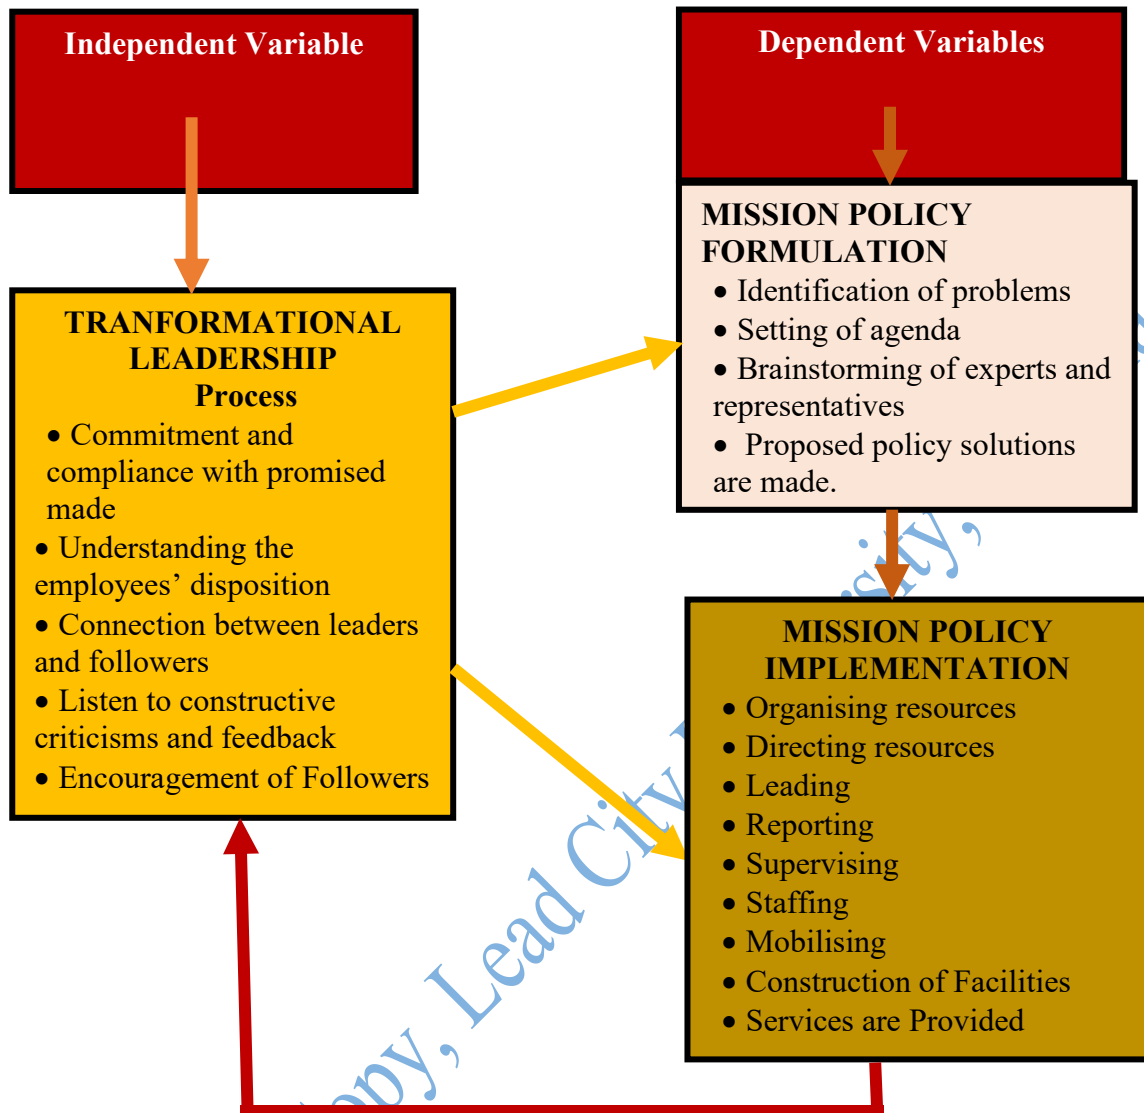 Independent Variable
Dependent Variables
TRANFORMATIONAL
LEADERSHIP
Process
• Commitment and
compliance with promised
made
• Understanding the
employees’ disposition
• Connection between leaders
and followers
• Listen to constructive
criticisms and feedback
• Encouragement of Followers
MISSION POLICY
FORMULATION
• Identification of problems
• Setting of agenda
• Brainstorming of experts and
representatives
• Proposed policy solutions
are made.
MISSION POLICY
IMPLEMENTATION
• Organising resources
• Directing resources
• Leading
• Reporting
• Supervising
• Staffing
• Mobilising
• Construction of Facilities
• Services are Provided
Lead City